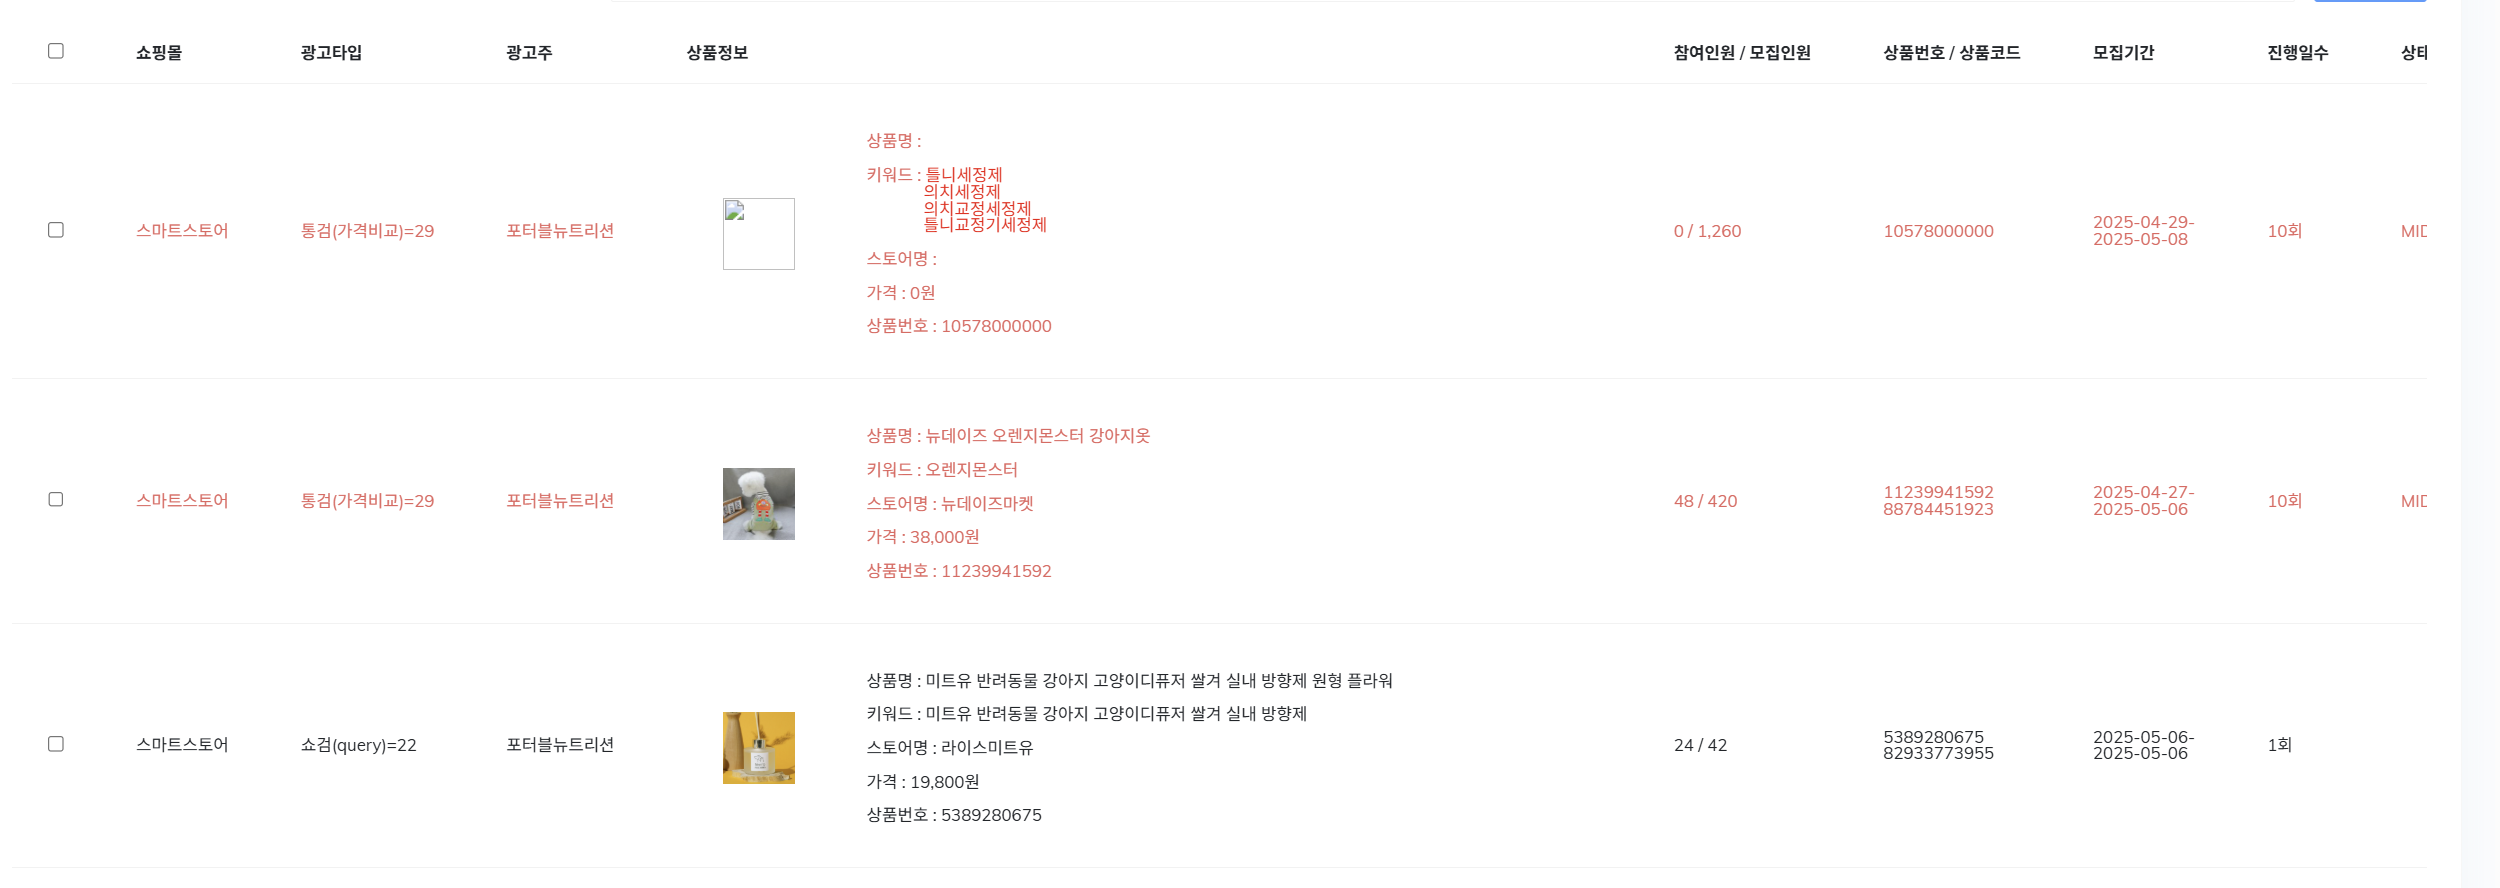 쇼핑몰 광고타입 광고주 상품정보 참여인원 / 모집인원 상품번호 / 상품코드 모집기간 진행일수
상품명 :
키워드 : 틀니세정제
의치세정제
의치교정세정제
틀니교정기세정제
스토어명 :
가격 : 0원
상품번호 : 10578000000
스마트스토어 통검(가격비교)=29 포터블뉴트리션 0 / 1,260 10578000000 2025-04-29-
2025-05-08 10회 MID
상품명 : 뉴데이즈 오렌지몬스터 강아지옷
키워드 : 오렌지몬스터
스토어명 : 뉴데이즈마켓
가격 : 38,000원
상품번호 : 11239941592
스마트스토어 통검(가격비교)=29 포터블뉴트리션 48 / 420 11239941592
88784451923 2025-04-27-
2025-05-06 10회 MID
상품명 : 미트유 반려동물 강아지 고양이디퓨저 쌀겨 실내 방향제 원형 플라워
키워드 : 미트유 반려동물 강아지 고양이디퓨저 쌀겨 실내 방향제
스토어명 : 라이스미트유
가격 : 19,800원
상품번호 : 5389280675
스마트스토어 쇼검(query)=22 포터블뉴트리션 24 / 42 5389280675
82933773955 2025-05-06-
2025-05-06 1회